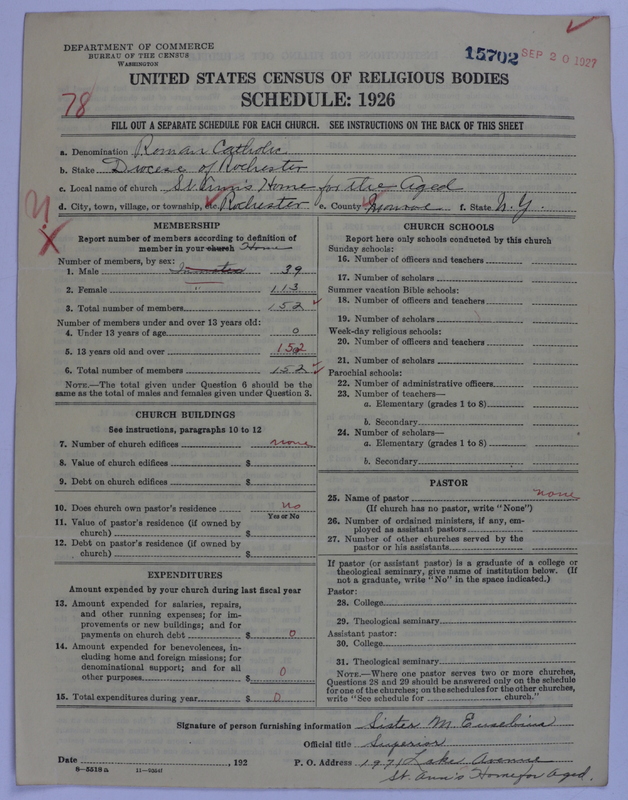 DEPARTMENT OF COMMERCE
BUREAU OF THE CENSUS
WASHINGTON
15702 SEP 20 1927
UNITED STATES CENSUS OF RELIGIOUS BODIES
SCHEDULE: 1926
78
FILL OUT A SEPARATE SCHEDULE FOR EACH CHURCH. SEE INSTRUCTIONS ON THE BACK OF THIS SHEET
a. Denomination Roman Catholic
b. Stake Diocese of Rochester
c. Local name of church St. Ann's Home for the Aged
d. City, town, village, or township, etc. Rochester e. County Monroe f. State N.Y.
MEMBERSHIP
Report number of members according to definition of
member in your church Home
Number of members, by sex:
1. Male Inmates 39
2. Female " 113
3. Total number of members 152
Number of members under and over 13 years old:
4. Under 13 years of age 0
5. 13 years old and over 152
6. Total number of members 152
NOTE.—The total given under Question 6 should be the
same as the total of males and females given under Question 3.
CHURCH BUILDINGS
See instructions, paragraphs 10 to 12
7. Number of church edifices none
8. Value of church edifices $
9. Debt on church edifices $
10. Does church own pastor's residence No
Yes or No
11. Value of pastor's residence (if owned by
church) $
12. Debt on pastor's residence (if owned by
church) $
EXPENDITURES
Amount expended by your church during last fiscal year
13. Amount expended for salaries, repairs,
and other running expenses; for im-
provements or new buildings; and for
payments on church debt $ 0
14. Amount expended for benevolences, in-
cluding home and foreign missions; for
denominational support; and for all
other purposes $ 0
15. Total expenditures during year $ 0
CHURCH SCHOOLS
Report here only schools conducted by this church
Sunday schools:
16. Number of officers and teachers
17. Number of scholars
Summer vacation Bible schools:
18. Number of officers and teachers
19. Number of scholars
Week-day religious schools:
20. Number of officers and teachers
21. Number of scholars
Parochial schools:
22. Number of administrative officers
23. Number of teachers—
a. Elementary (grades 1 to 8)
b. Secondary
24. Number of scholars—
a. Elementary (grades 1 to 8)
b. Secondary
PASTOR
25. Name of pastor none
(If church has no pastor, write "None")
26. Number of ordained ministers, if any, em-
ployed as assistant pastors
27. Number of other churches served by the
pastor or his assistants
If pastor (or assistant pastor) is a graduate of a college or
theological seminary, give name of institution below. (If
not a graduate, write "No" in the space indicated.)
Pastor:
28. College
29. Theological seminary
Assistant pastor:
30. College
31. Theological seminary
NOTE.—Where one pastor serves two or more churches,
Questions 28 and 29 should be answered only on the schedule
for one of the churches; on the schedules for the other churches,
write "See schedule for church."
Signature of person furnishing information Sister M. Eusebius
Official title Superior
Date , 192 P. O. Address 1971 Lake Avenue
8-5518a St. Ann's Home for Aged.